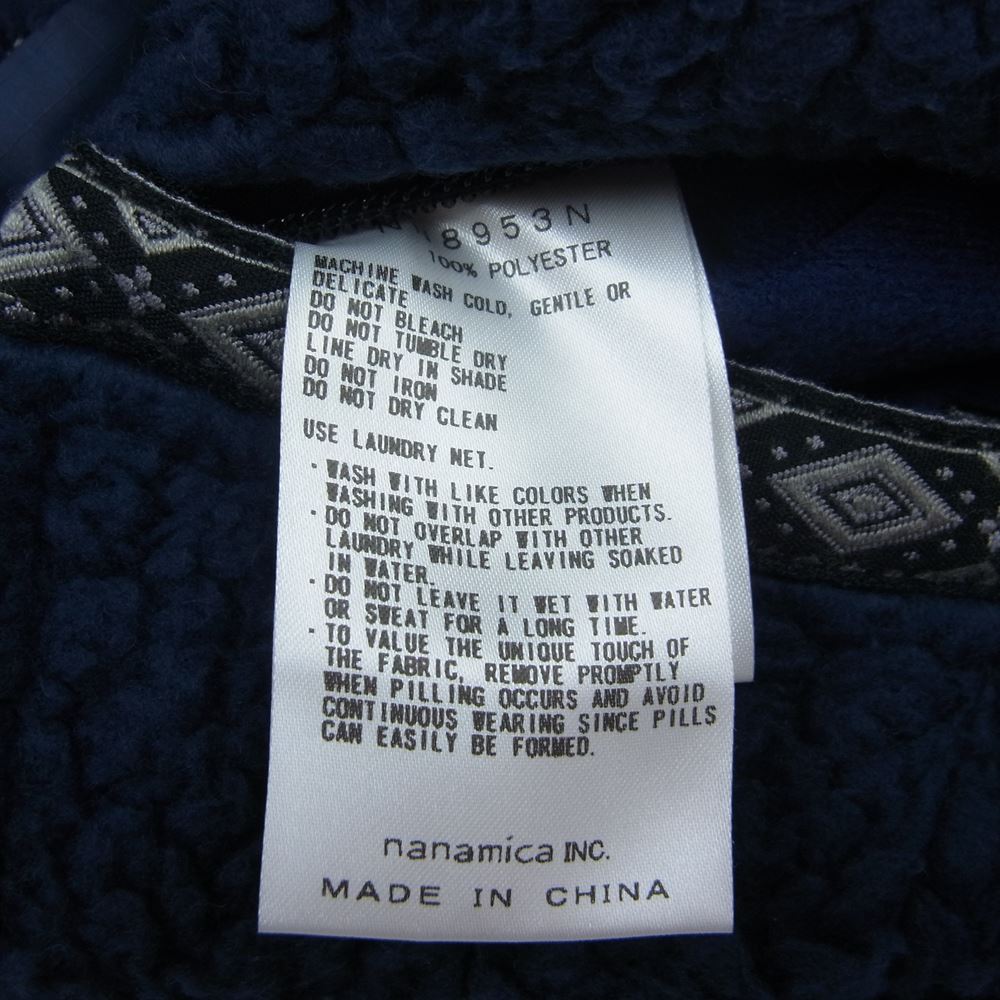 8953N
100% POLYESTER
MACHINE WASH COLD, GENTLE OR
DELICATE
DO NOT BLEACH
DO NOT TUMBLE DRY
LINE DRY IN SHADE
DO NOT IRON
DO NOT DRY CLEAN
USE LAUNDRY NET.
・WASH WITH LIKE COLORS WHEN
WASHING WITH OTHER PRODUCTS.
・DO NOT OVERLAP WITH OTHER
LAUNDRY WHILE LEAVING SOAKED
IN WATER.
・DO NOT LEAVE IT WET WITH WATER
OR SWEAT FOR A LONG TIME.
・TO VALUE THE UNIQUE TOUCH OF
THE FABRIC, REMOVE PROMPTLY
WHEN PILLING OCCURS AND AVOID
CONTINUOUS WEARING SINCE PILLS
CAN EASILY BE FORMED.
nanamíca INC.
MADE IN CHINA